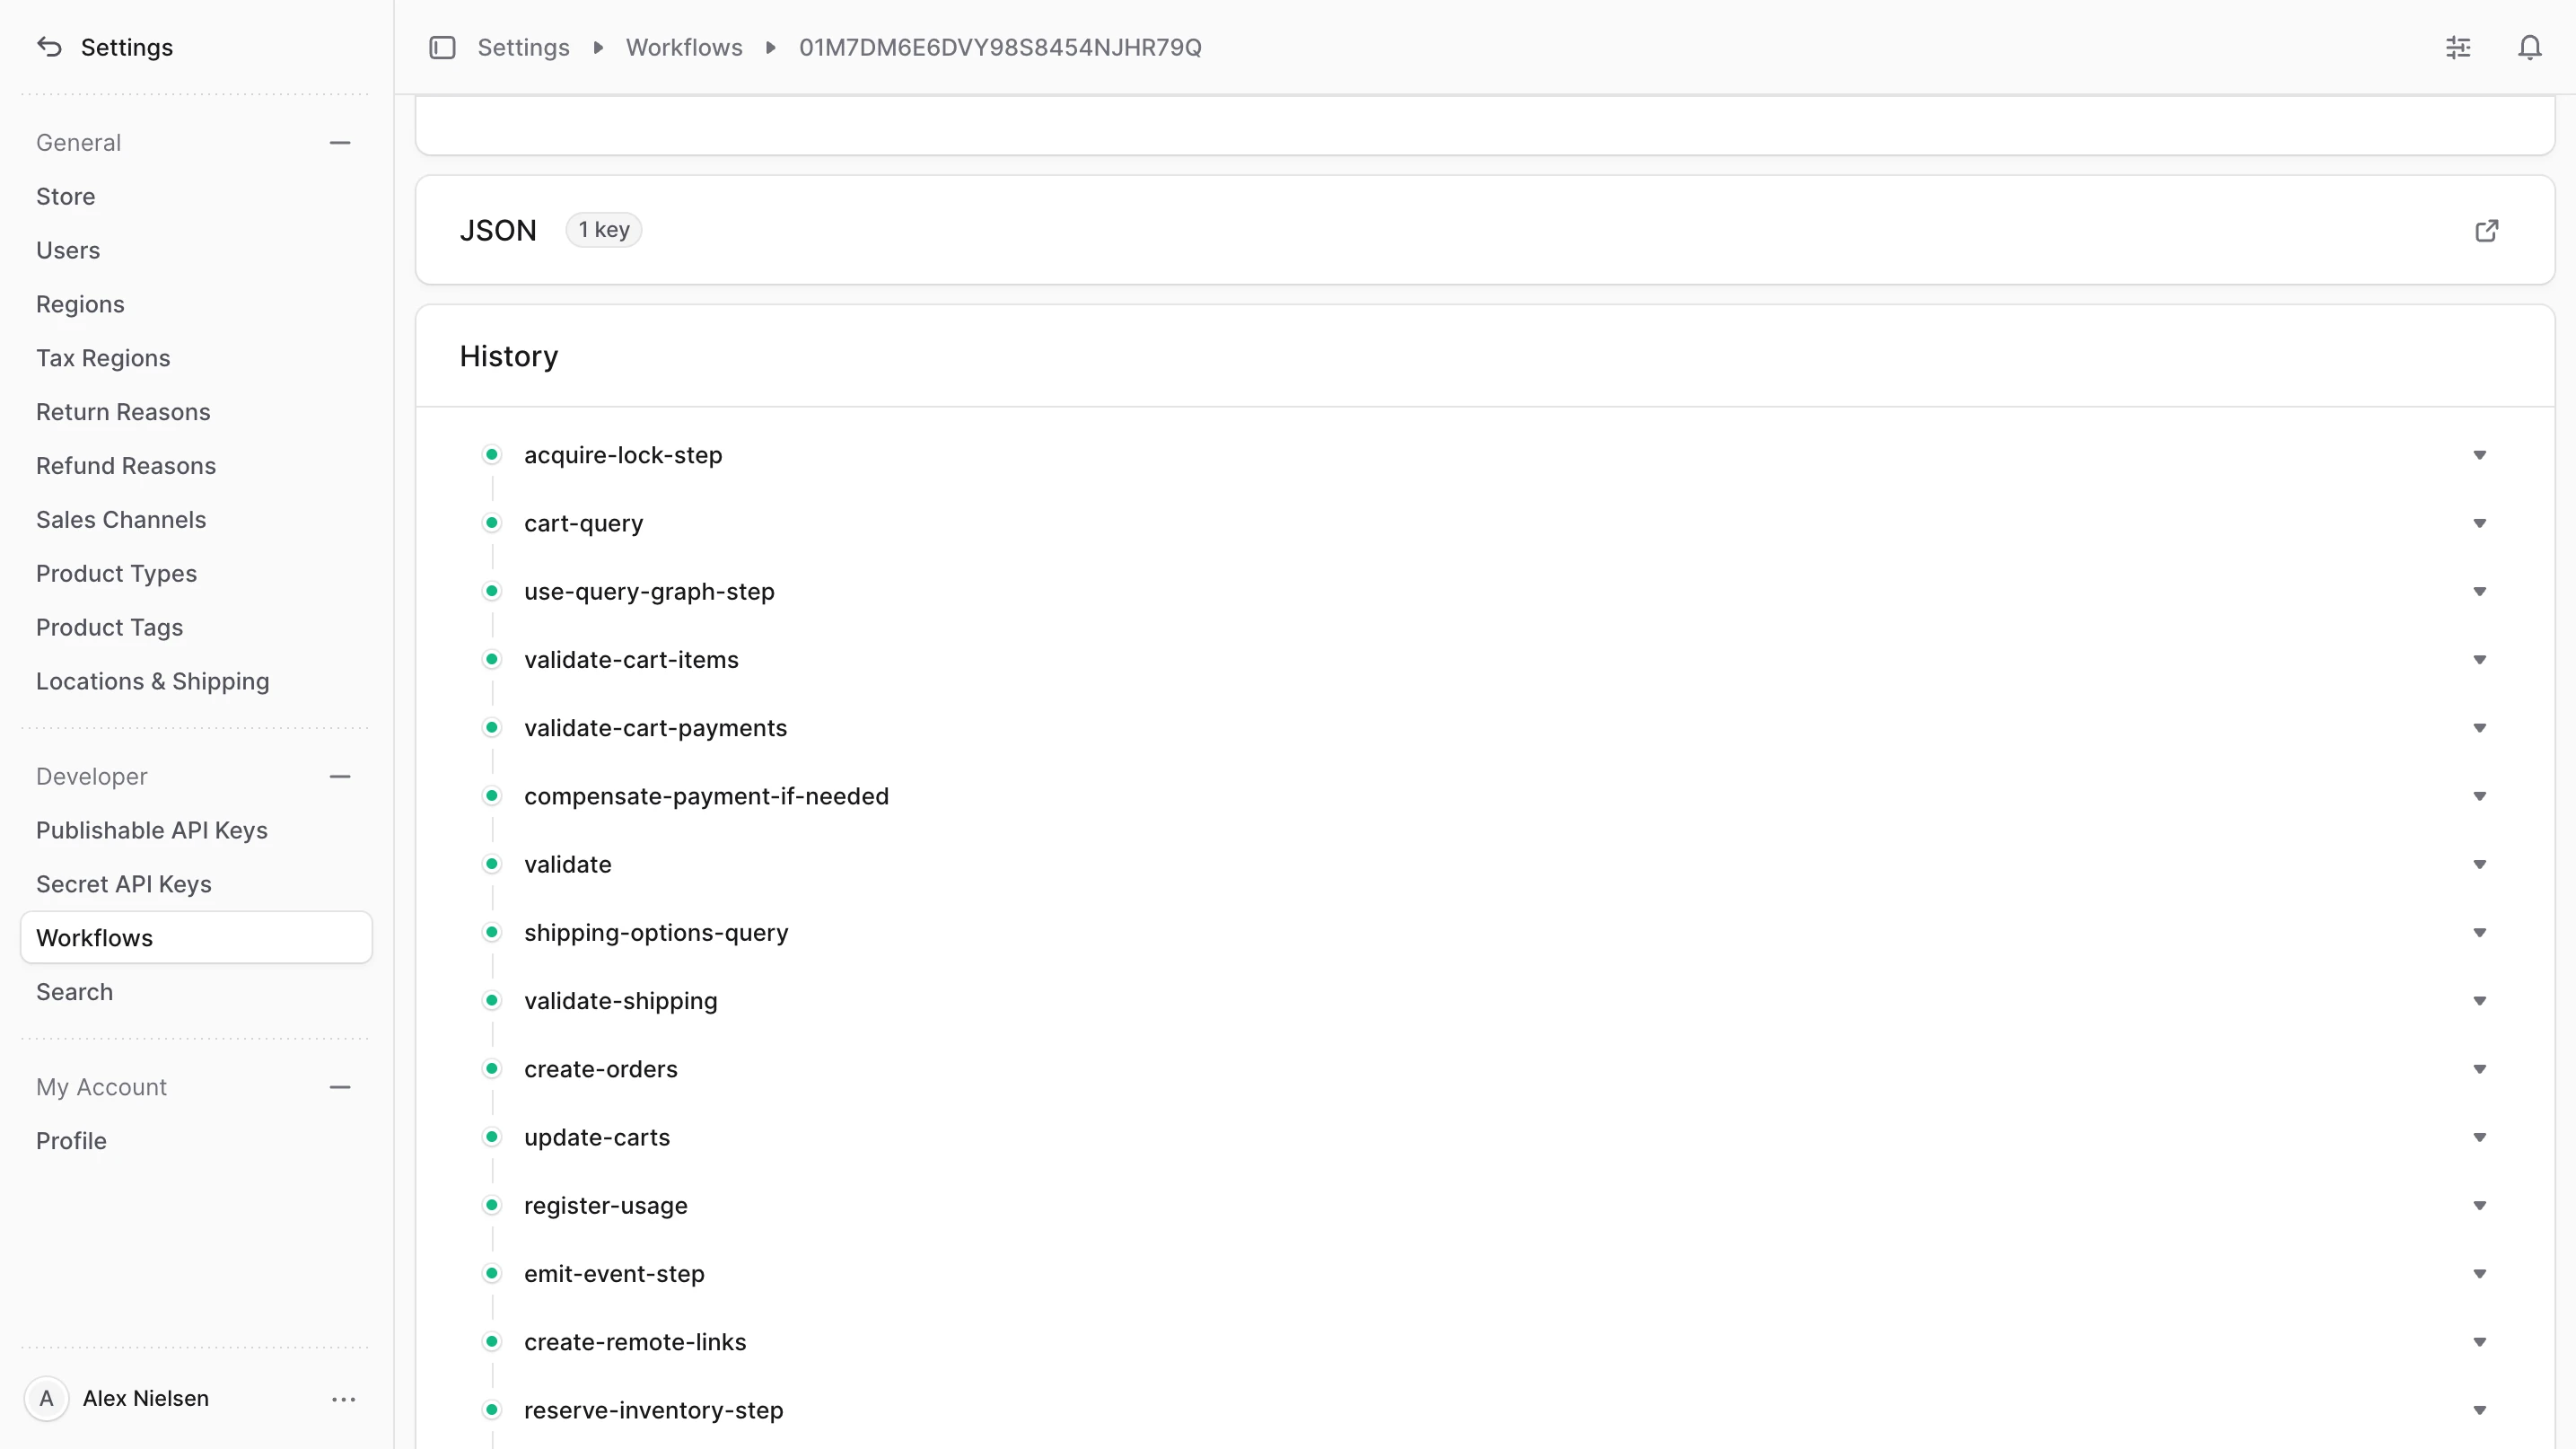 Settings
General
Store
Users
Regions
Tax Regions
Return Reasons
Refund Reasons
Sales Channels
Product Types
Product Tags
Locations & Shipping
Developer
Publishable API Keys
Secret API Keys
Workflows
Search
My Account
Profile
A Alex Nielsen
Settings Workflows 01M7DM6E6DVY98S8454NJHR79Q
JSON 1 key
History
acquire-lock-step
cart-query
use-query-graph-step
validate-cart-items
validate-cart-payments
compensate-payment-if-needed
validate
shipping-options-query
validate-shipping
create-orders
update-carts
register-usage
emit-event-step
create-remote-links
reserve-inventory-step